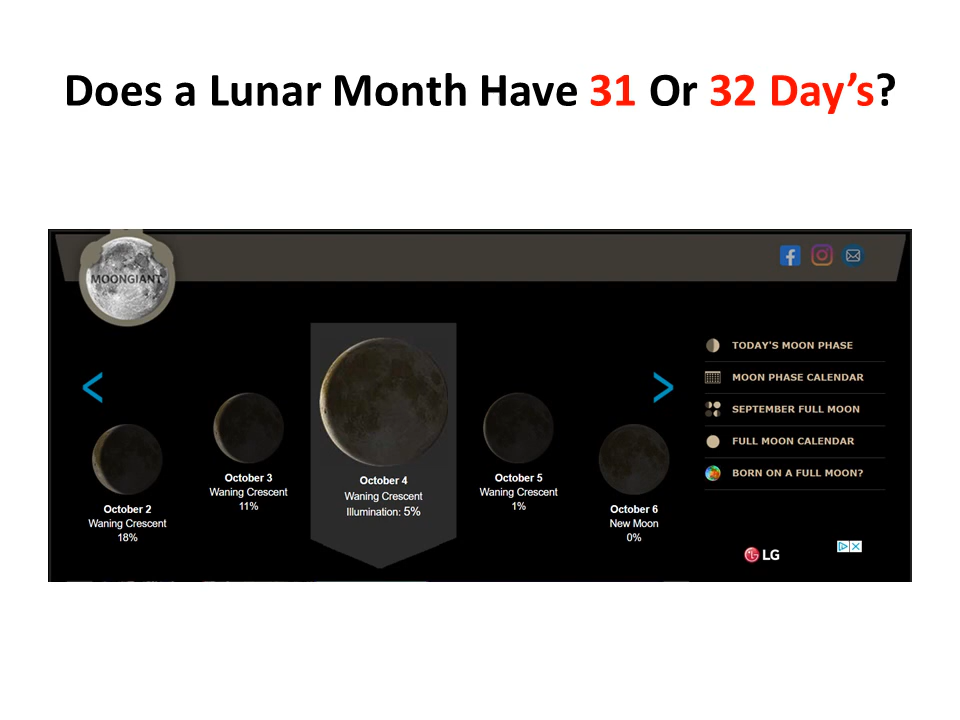 Does a Lunar Month Have 31 Or 32 Day’s?
MOONGIANT
<
>
TODAY'S MOON PHASE
MOON PHASE CALENDAR
SEPTEMBER FULL MOON
FULL MOON CALENDAR
BORN ON A FULL MOON?
October 2
Waning Crescent
18%
October 3
Waning Crescent
11%
October 4
Waning Crescent
Illumination: 5%
October 5
Waning Crescent
1%
October 6
New Moon
0%
LG